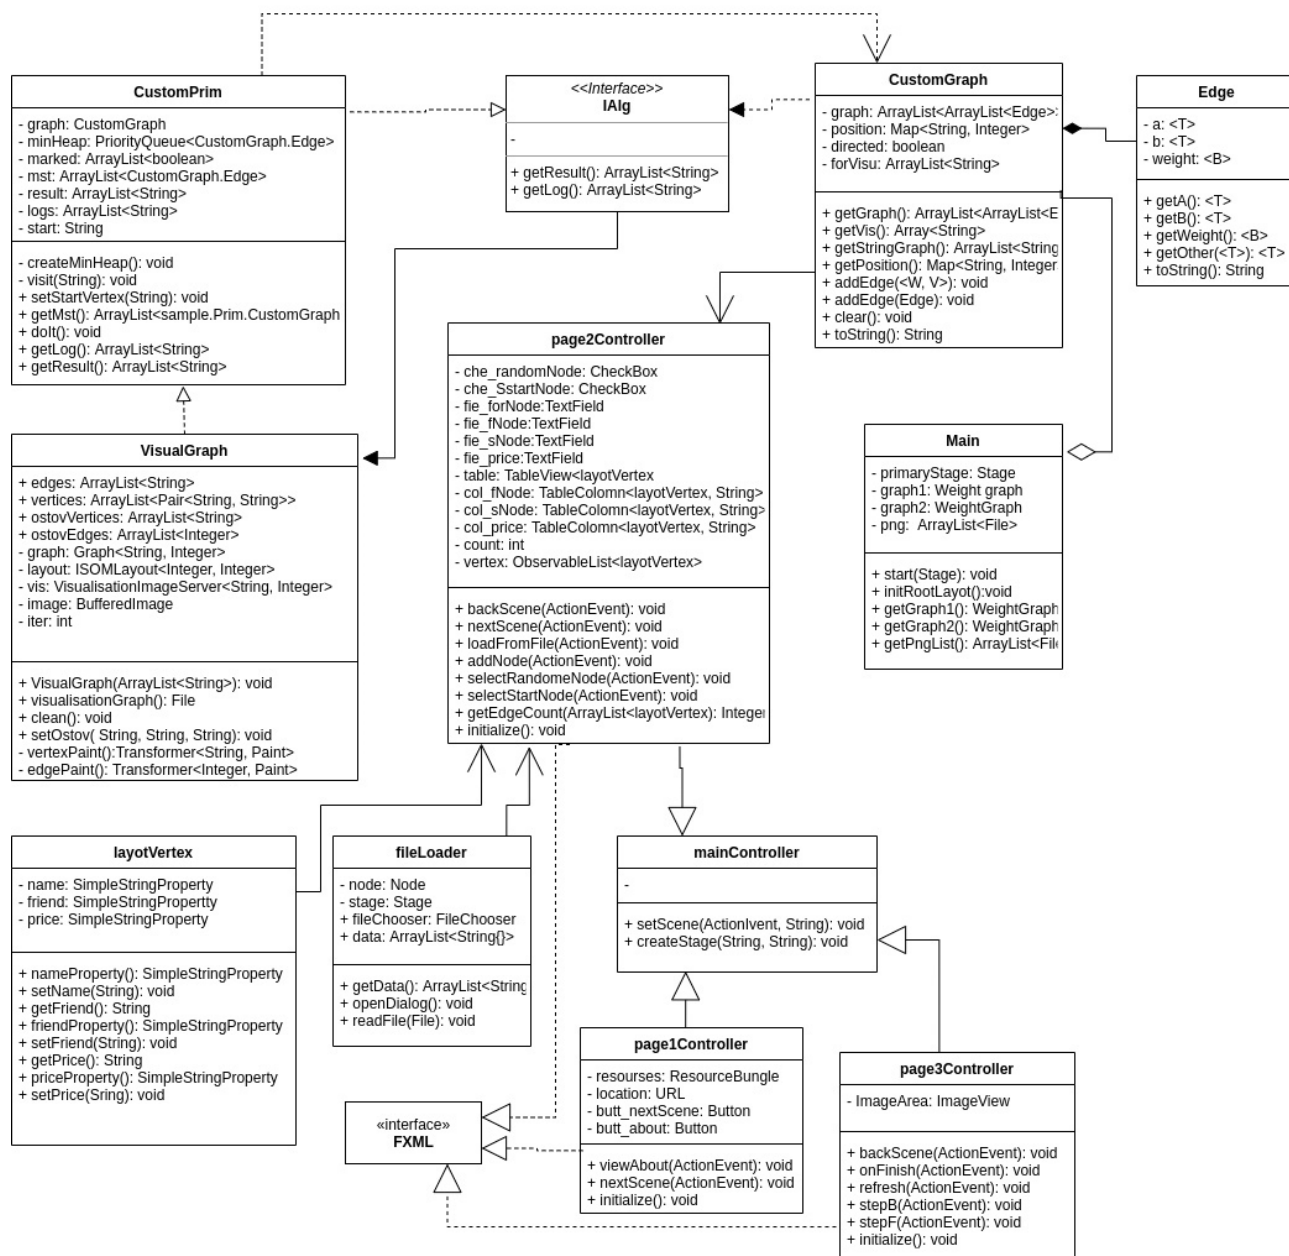 CustomPrim
- graph: CustomGraph
- minHeap: PriorityQueue<CustomGraph.Edge>
- marked: ArrayList<boolean>
- mst: ArrayList<CustomGraph.Edge>
- result: ArrayList<String>
- logs: ArrayList<String>
- start: String
- createMinHeap(): void
- visit(String): void
+ setStartVertex(String): void
+ getMst(): ArrayList<sample.Prim.CustomGraph
+ doIt(): void
+ getLog(): ArrayList<String>
+ getResult(): ArrayList<String>
<<Interface>>
IAlg
-
+ getResult(): ArrayList<String>
+ getLog(): ArrayList<String>
CustomGraph
- graph: ArrayList<ArrayList<Edge>>
- position: Map<String, Integer>
- directed: boolean
- forVisu: ArrayList<String>
+ getGraph(): ArrayList<ArrayList<E
+ getVis(): Array<String>
+ getStringGraph(): ArrayList<String
+ getPosition(): Map<String, Integer
+ addEdge(<W, V>): void
+ addEdge(Edge): void
+ clear(): void
+ toString(): String
Edge
- a: <T>
- b: <T>
- weight: <B>
+ getA(): <T>
+ getB(): <T>
+ getWeight(): <B>
+ getOther(<T>): <T>
+ toString(): String
page2Controller
- che_randomNode: CheckBox
- che_SstartNode: CheckBox
- fie_forNode:TextField
- fie_fNode:TextField
- fie_sNode:TextField
- fie_price:TextField
- table: TableView<layotVertex
- col_fNode: TableColomn<layotVertex, String>
- col_sNode: TableColomn<layotVertex, String>
- col_price: TableColomn<layotVertex, String>
- count: int
- vertex: ObservableList<layotVertex>
+ backScene(ActionEvent): void
+ nextScene(ActionEvent): void
+ loadFromFile(ActionEvent): void
+ addNode(ActionEvent): void
+ selectRandomeNode(ActionEvent): void
+ selectStartNode(ActionEvent): void
+ getEdgeCount(ArrayList<layotVertex): Integer
+ initialize(): void
Main
- primaryStage: Stage
- graph1: Weight graph
- graph2: WeightGraph
- png: ArrayList<File>
+ start(Stage): void
+ initRootLayot():void
+ getGraph1(): WeightGraph
+ getGraph2(): WeightGraph
+ getPngList(): ArrayList<File
VisualGraph
+ edges: ArrayList<String>
+ vertices: ArrayList<Pair<String, String>>
+ ostovVertices: ArrayList<String>
+ ostovEdges: ArrayList<Integer>
- graph: Graph<String, Integer>
- layout: ISOMLayout<Integer, Integer>
- vis: VisualisationImageServer<String, Integer>
- image: BufferedImage
- iter: int
+ VisualGraph(ArrayList<String>): void
+ visualisationGraph(): File
+ clean(): void
+ setOstov( String, String, String): void
- vertexPaint():Transformer<String, Paint>
- edgePaint(): Transformer<Integer, Paint>
layotVertex
- name: SimpleStringProperty
- friend: SimpleStringPropertty
- price: SimpleStringProperty
+ nameProperty(): SimpleStringProperty
+ setName(String): void
+ getFriend(): String
+ friendProperty(): SimpleStringProperty
+ setFriend(String): void
+ getPrice(): String
+ priceProperty(): SimpleStringProperty
+ setPrice(Sring): void
fileLoader
- node: Node
- stage: Stage
+ fileChooser: FileChooser
+ data: ArrayList<String{}>
+ getData(): ArrayList<String
+ openDialog(): void
+ readFile(File): void
mainController
-
+ setScene(ActionIvent, String): void
+ createStage(String, String): void
«interface»
FXML
page1Controller
- resourses: ResourceBungle
- location: URL
- butt_nextScene: Button
- butt_about: Button
+ viewAbout(ActionEvent): void
+ nextScene(ActionEvent): void
+ initialize(): void
page3Controller
- ImageArea: ImageView
+ backScene(ActionEvent): void
+ onFinish(ActionEvent): void
+ refresh(ActionEvent): void
+ stepB(ActionEvent): void
+ stepF(ActionEvent): void
+ initialize(): void